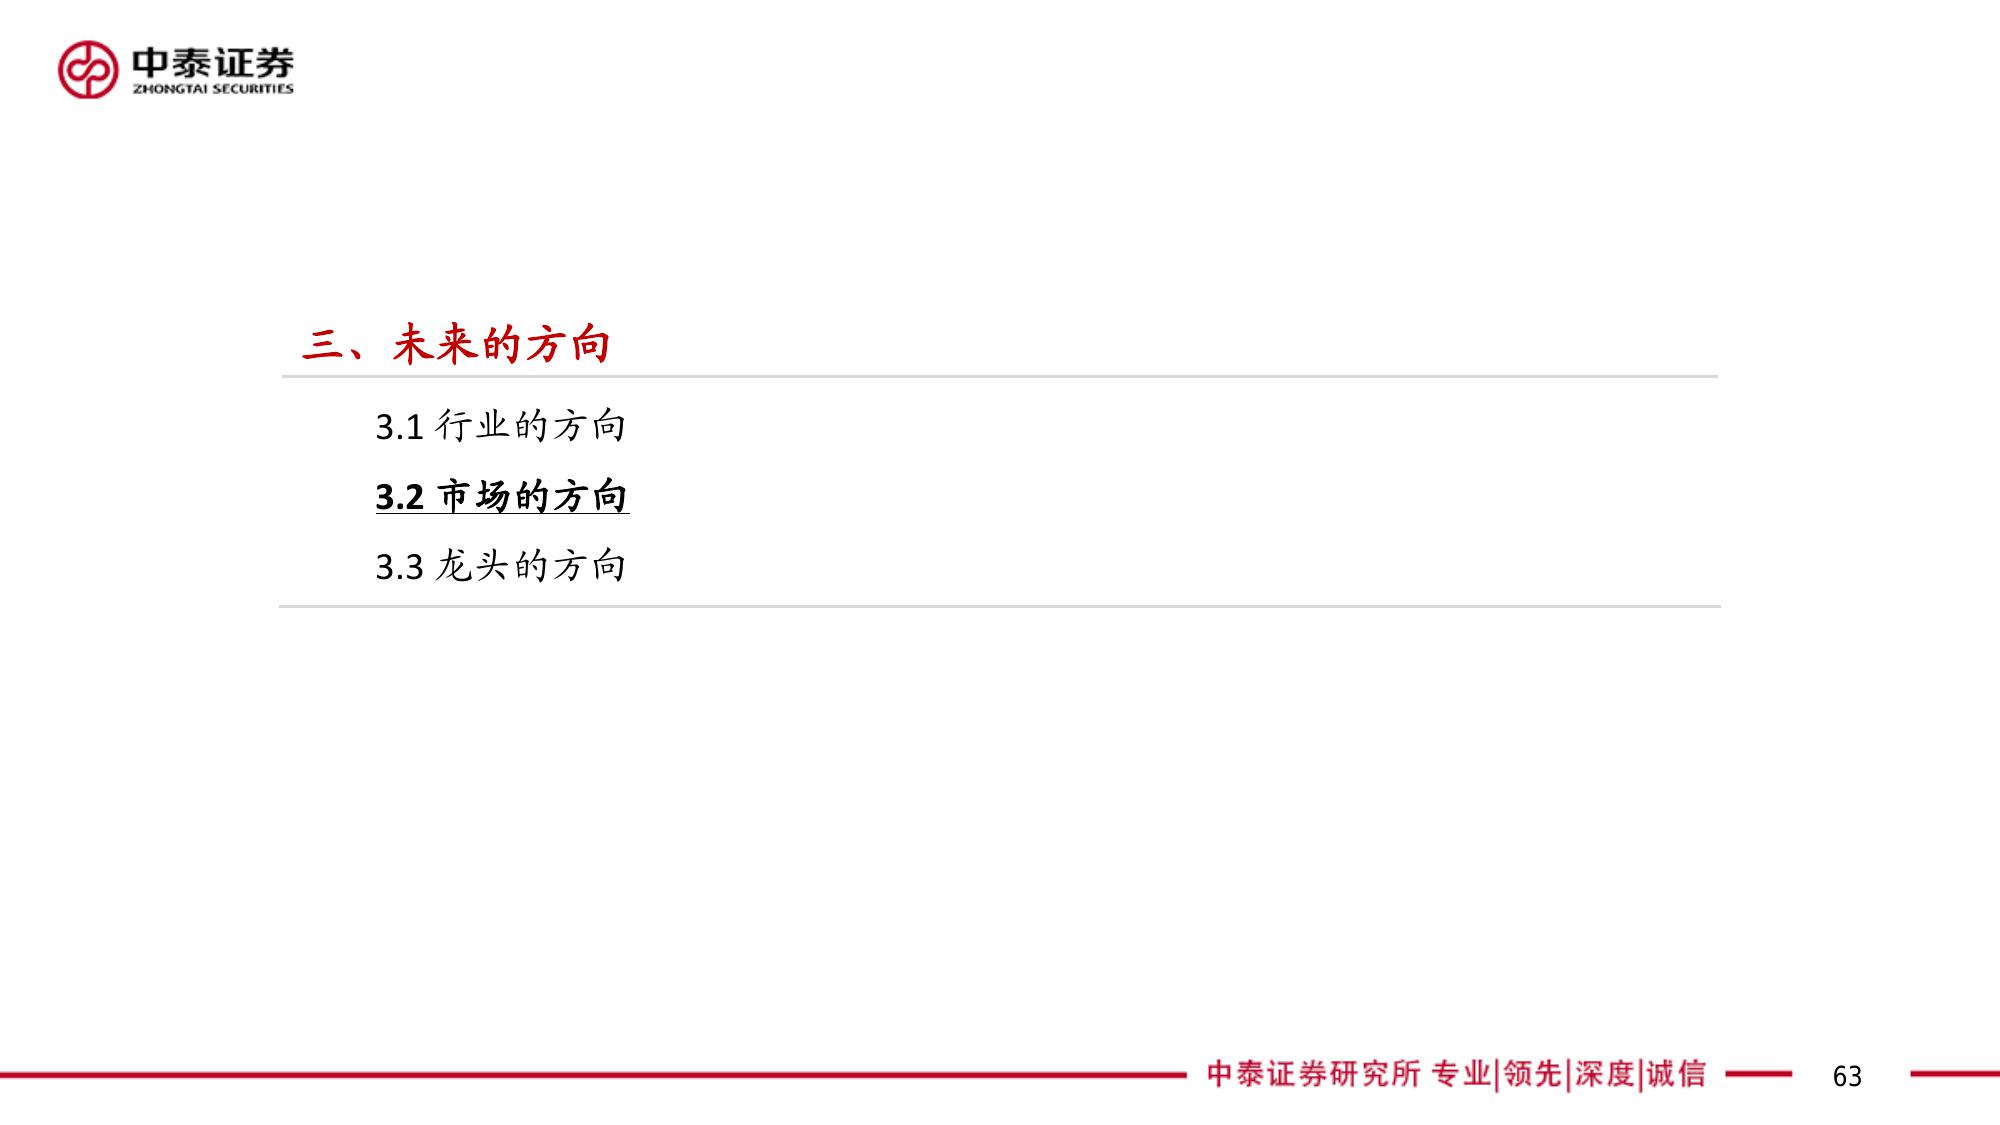 中泰证券
ZHONGTAI SECURITIES
三、未来的方向
3.1 行业的方向
3.2 市场的方向
3.3 龙头的方向
中泰证券研究所 专业|领先|深度|诚信
63